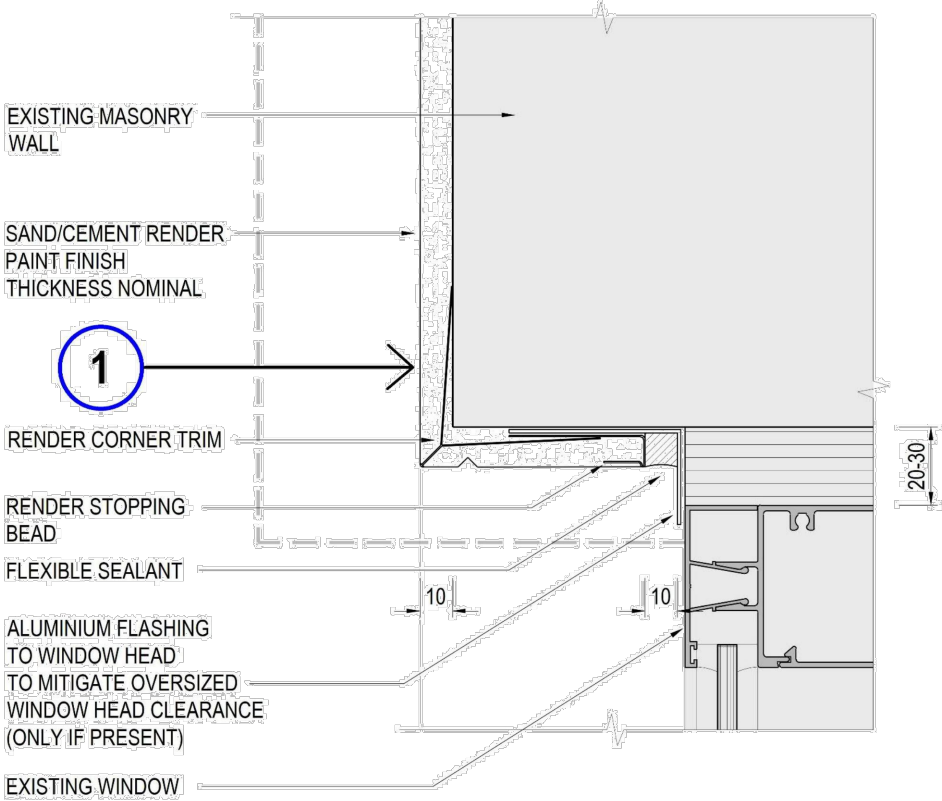 EXISTING MASONRY
WALL
SAND/CEMENT RENDER
PAINT FINISH
THICKNESS NOMINAL
1
RENDER CORNER TRIM
RENDER STOPPING
BEAD
FLEXIBLE SEALANT
ALUMINIUM FLASHING
TO WINDOW HEAD
TO MITIGATE OVERSIZED
WINDOW HEAD CLEARANCE
(ONLY IF PRESENT)
EXISTING WINDOW
10
10
20-30